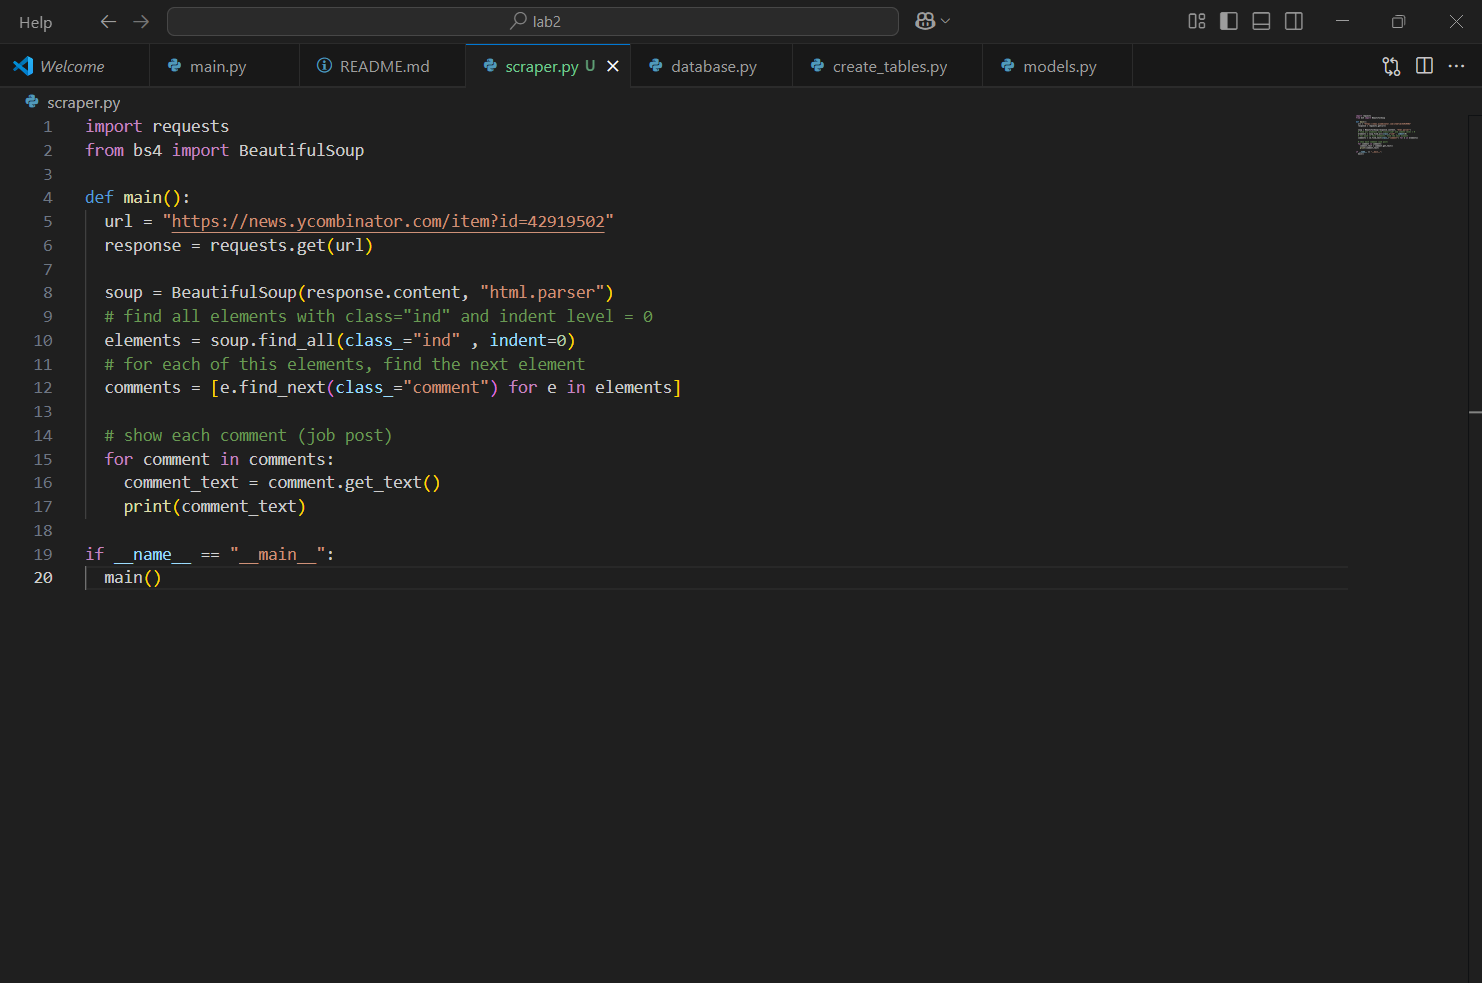 Help
lab2
Welcome
main.py
README.md
scraper.py U
database.py
create_tables.py
models.py
scraper.py
1 import requests
2 from bs4 import BeautifulSoup
3
4 def main():
5 url = "https://news.ycombinator.com/item?id=42919502"
6 response = requests.get(url)
7
8 soup = BeautifulSoup(response.content, "html.parser")
9 # find all elements with class="ind" and indent level = 0
10 elements = soup.find_all(class_="ind" , indent=0)
11 # for each of this elements, find the next element
12 comments = [e.find_next(class_="comment") for e in elements]
13
14 # show each comment (job post)
15 for comment in comments:
16 comment_text = comment.get_text()
17 print(comment_text)
18
19 if __name__ == "__main__":
20 main()